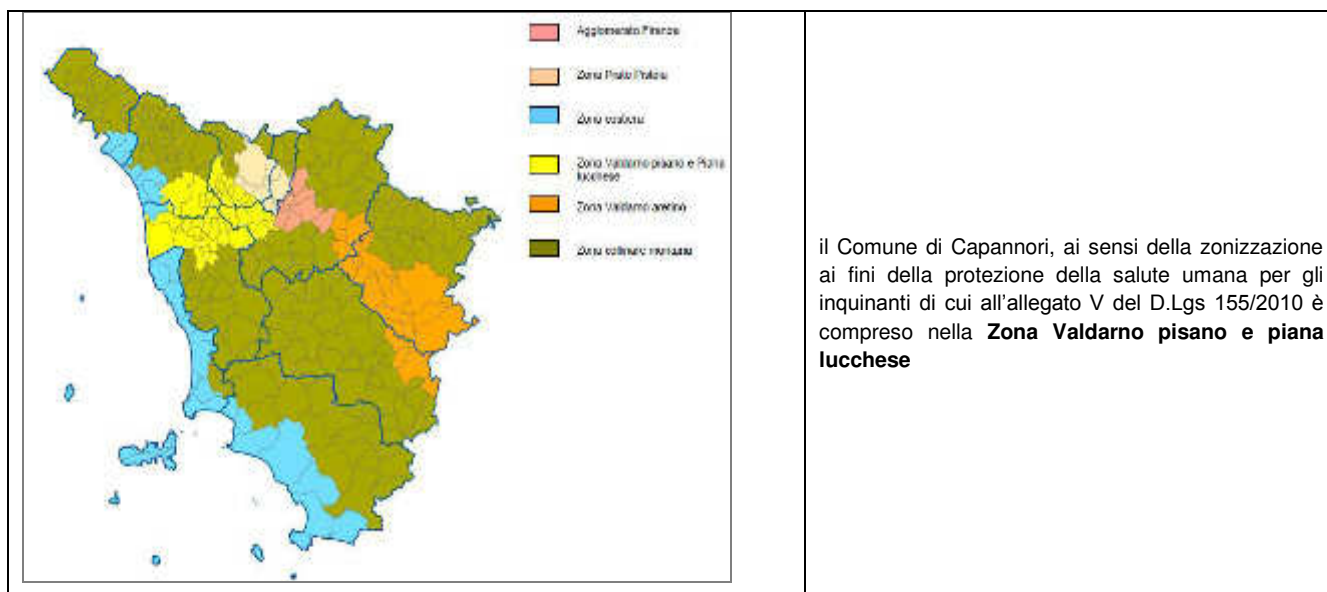 Agglomerato Firenze
Zona Prato Pistoia
Zona costiera
Zona Valdarno pisano e Piana
lucchese
Zona Valdarno aretino
Zona collinare montana
il Comune di Capannori, ai sensi della zonizzazione
ai fini della protezione della salute umana per gli
inquinanti di cui all'allegato V del D.Lgs 155/2010 è
compreso nella Zona Valdarno pisano e piana
lucchese